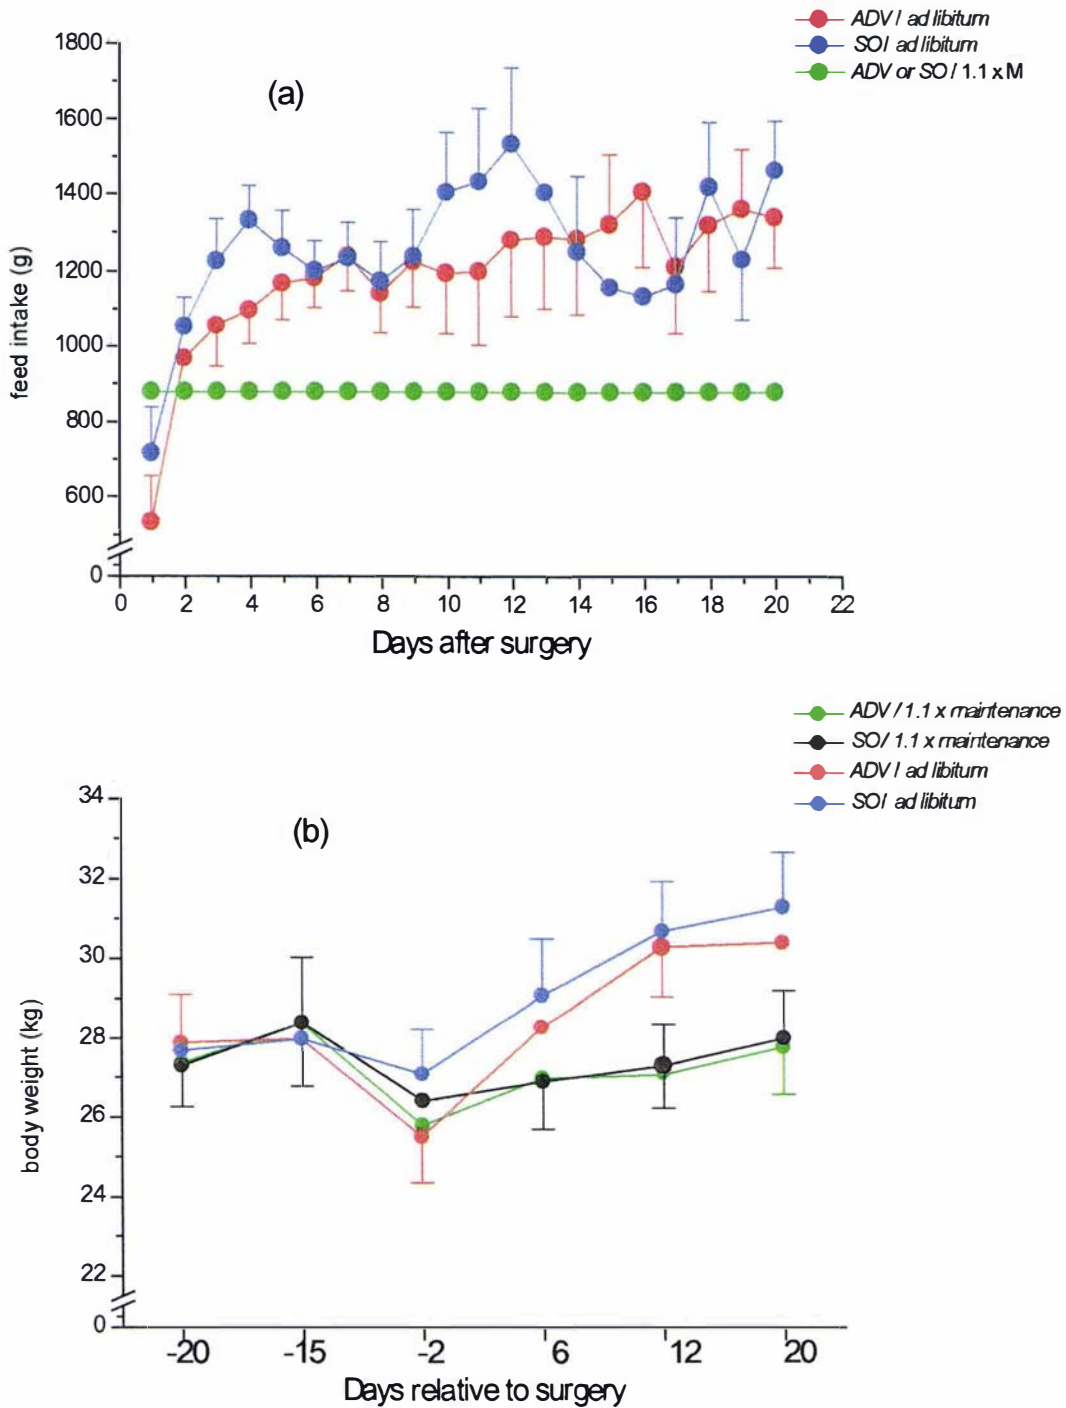 ADV / ad libitum
SO / ad libitum
ADV or SO / 1.1 x M
(a)
1800
1600
1400
1200
1000
800
600
0
feed intake (g)
0 2 4 6 8 10 12 14 16 18 20 22
Days after surgery
ADV / 1.1 x maintenance
SO / 1.1 x maintenance
ADV / ad libitum
SO / ad libitum
(b)
34
32
30
28
26
24
22
0
body weight (kg)
-20 -15 -2 6 12 20
Days relative to surgery